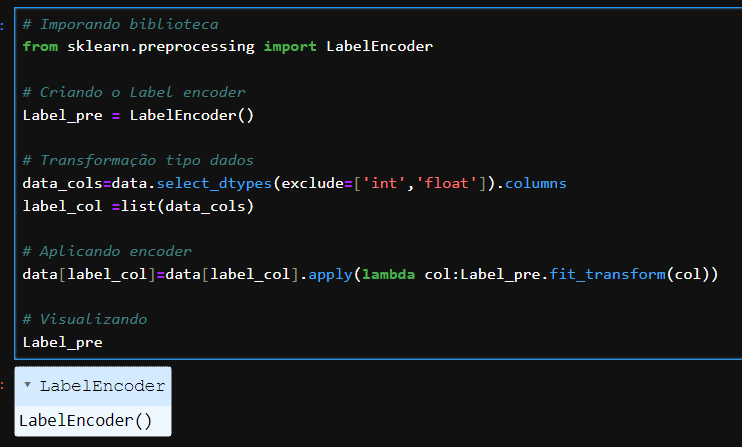 # Imporando biblioteca
from sklearn.preprocessing import LabelEncoder
# Criando o Label encoder
Label_pre = LabelEncoder()
# Transformação tipo dados
data_cols=data.select_dtypes(exclude=['int','float']).columns
label_col =list(data_cols)
# Aplicando encoder
data[label_col]=data[label_col].apply(lambda col:Label_pre.fit_transform(col))
# Visualizando
Label_pre
▾ LabelEncoder
LabelEncoder()